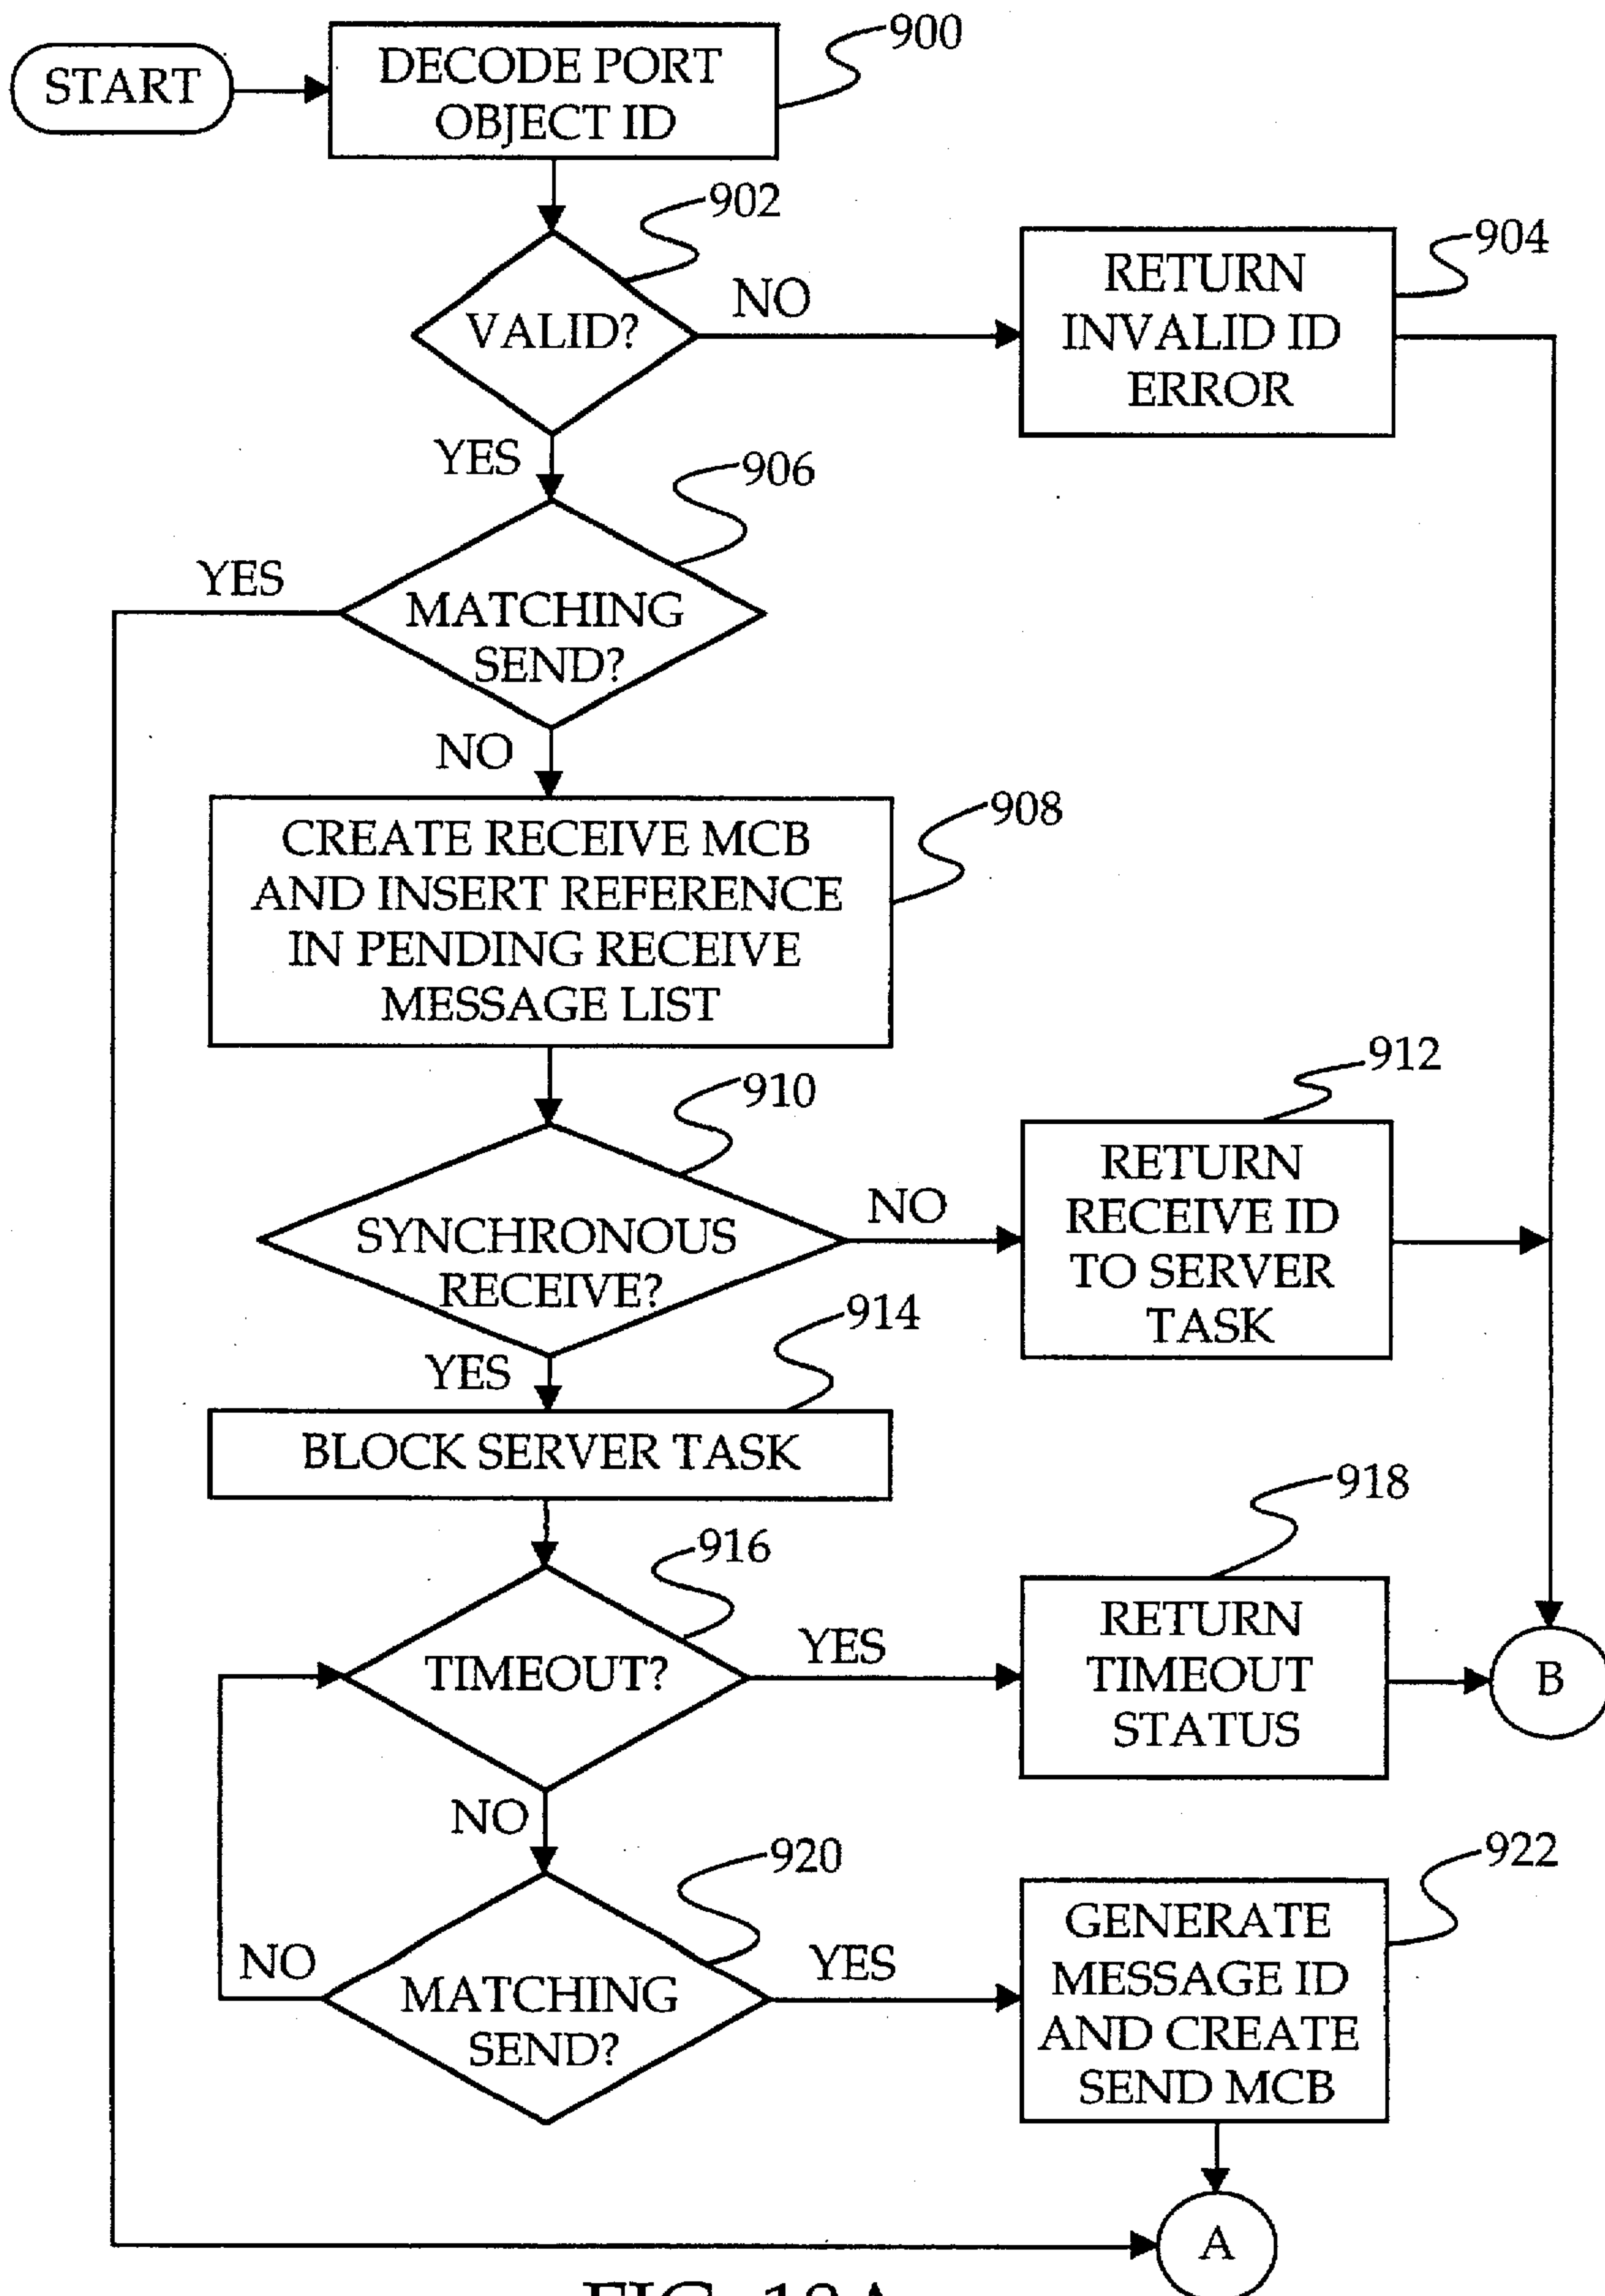 START
DECODE PORT
OBJECT ID
900
902
VALID?
NO
RETURN
INVALID ID
ERROR
904
YES
906
YES
MATCHING
SEND?
NO
CREATE RECEIVE MCB
AND INSERT REFERENCE
IN PENDING RECEIVE
MESSAGE LIST
908
910
SYNCHRONOUS
RECEIVE?
NO
912
RETURN
RECEIVE ID
TO SERVER
TASK
YES
914
BLOCK SERVER TASK
916
TIMEOUT?
YES
918
RETURN
TIMEOUT
STATUS
B
NO
920
NO
MATCHING
SEND?
YES
922
GENERATE
MESSAGE ID
AND CREATE
SEND MCB
A